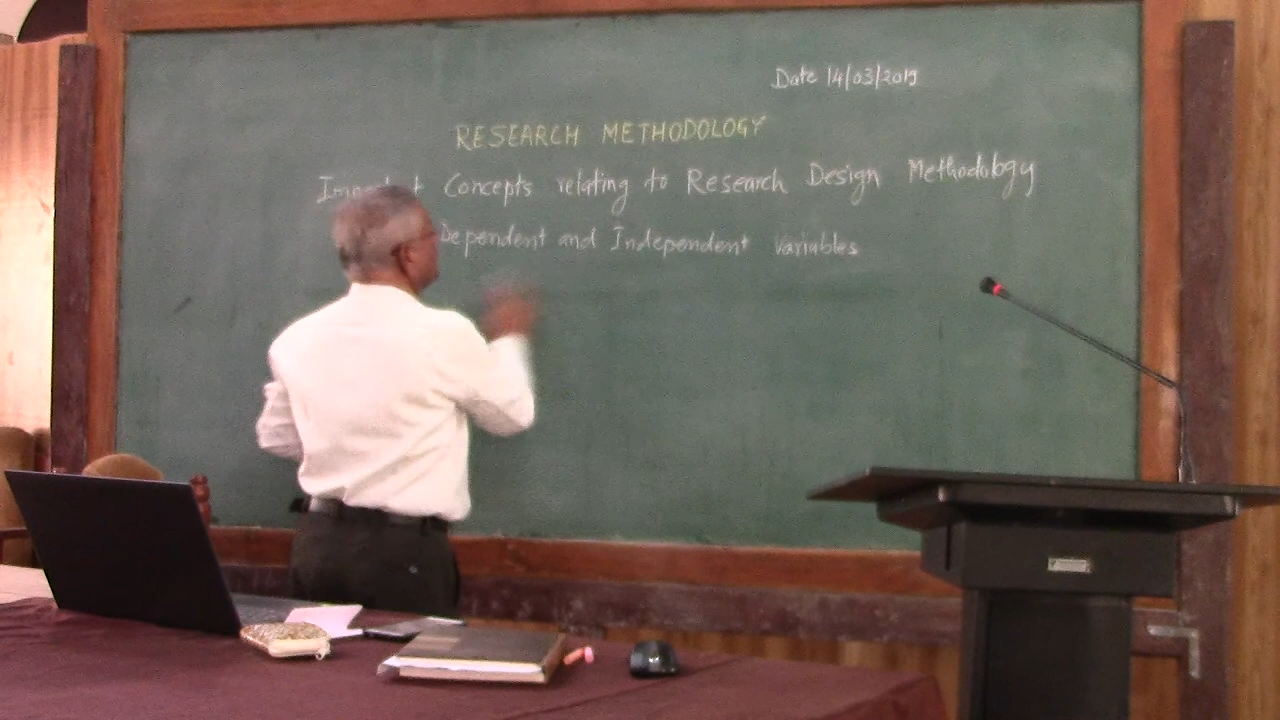 Date 14/03/2019
RESEARCH METHODOLOGY
Concepts relating to Research Design Methodology
Dependent and Independent Variables